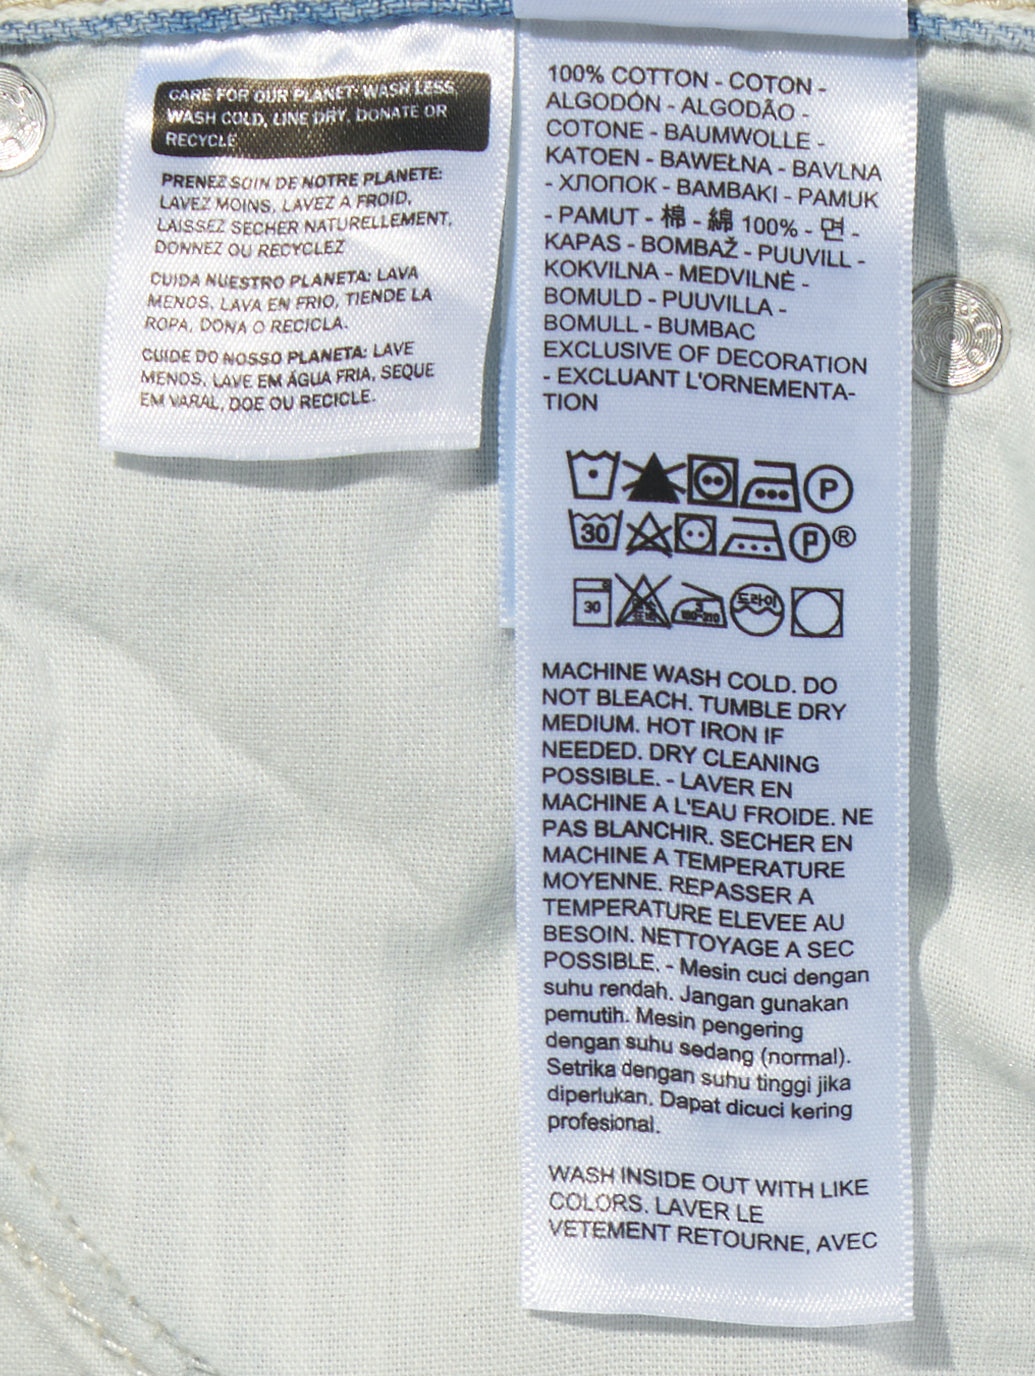 CARE FOR OUR PLANET: WASH LESS
WASH COLD, LINE DRY, DONATE OR
RECYCLE
PRENEZ SOIN DE NOTRE PLANETE:
LAVEZ MOINS, LAVEZ A FROID,
LAISSEZ SECHER NATURELLEMENT,
DONNEZ OU RECYCLEZ
CUIDA NUESTRO PLANETA: LAVA
MENOS, LAVA EN FRIO, TIENDE LA
ROPA, DONA O RECICLA.
CUIDE DO NOSSO PLANETA: LAVE
MENOS, LAVE EM ÁGUA FRIA, SEQUE
EM VARAL, DOE OU RECICLE.
100% COTTON - COTON -
ALGODÓN - ALGODÃO -
COTONE - BAUMWOLLE -
KATOEN - BAWEŁNA - BAVLNA
- ХЛОПОК - BAMBAKI - PAMUK
- PAMUT - 棉 - 綿 100% - 면 -
KAPAS - BOMBAŽ - PUUVILL -
KOKVILNA - MEDVILNĖ -
BOMULD - PUUVILLA -
BOMULL - BUMBAC
EXCLUSIVE OF DECORATION
- EXCLUANT L'ORNEMENTA-
TION
P
30 P®
30 드라이
MACHINE WASH COLD. DO
NOT BLEACH. TUMBLE DRY
MEDIUM. HOT IRON IF
NEEDED. DRY CLEANING
POSSIBLE. - LAVER EN
MACHINE A L'EAU FROIDE. NE
PAS BLANCHIR. SECHER EN
MACHINE A TEMPERATURE
MOYENNE. REPASSER A
TEMPERATURE ELEVEE AU
BESOIN. NETTOYAGE A SEC
POSSIBLE. - Mesin cuci dengan
suhu rendah. Jangan gunakan
pemutih. Mesin pengering
dengan suhu sedang (normal).
Setrika dengan suhu tinggi jika
diperlukan. Dapat dicuci kering
profesional.
WASH INSIDE OUT WITH LIKE
COLORS. LAVER LE
VETEMENT RETOURNE, AVEC